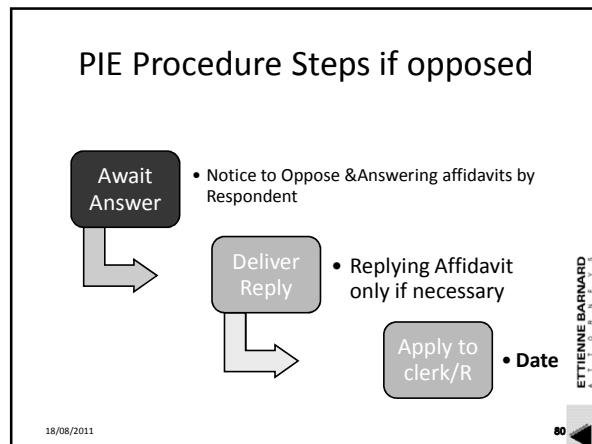 PIE Procedure Steps if opposed
Await
Answer
• Notice to Oppose &Answering affidavits by
Respondent
Deliver
Reply
• Replying Affidavit
only if necessary
Apply to
clerk/R
• Date
ETTIENNE BARNARD
ATTORNEYS
18/08/2011
80